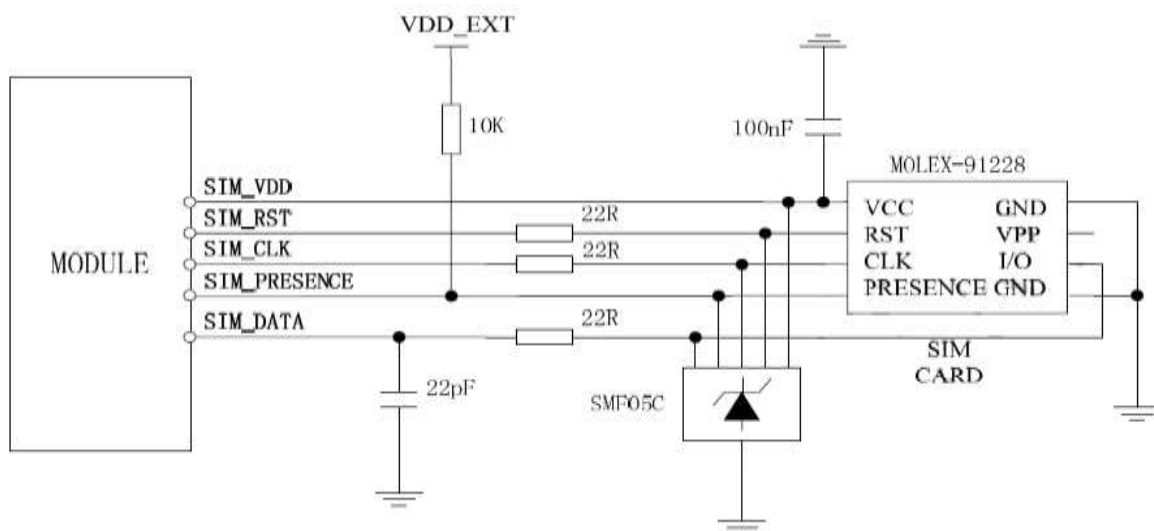 VDD_EXT
10K
100nF
MOLEX-91228
SIM_VDD
VCC GND
SIM_RST
22R
RST VPP
MODULE
SIM_CLK
22R
CLK I/O
SIM_PRESENCE
PRESENCE GND
SIM_DATA
22R
SIM
CARD
22pF
SMF05C